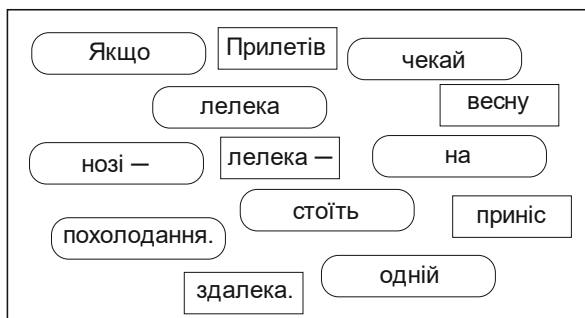 Якщо
Прилетів
чекай
лелека
весну
нозі —
лелека —
на
стоїть
приніс
похолодання.
одній
здалека.